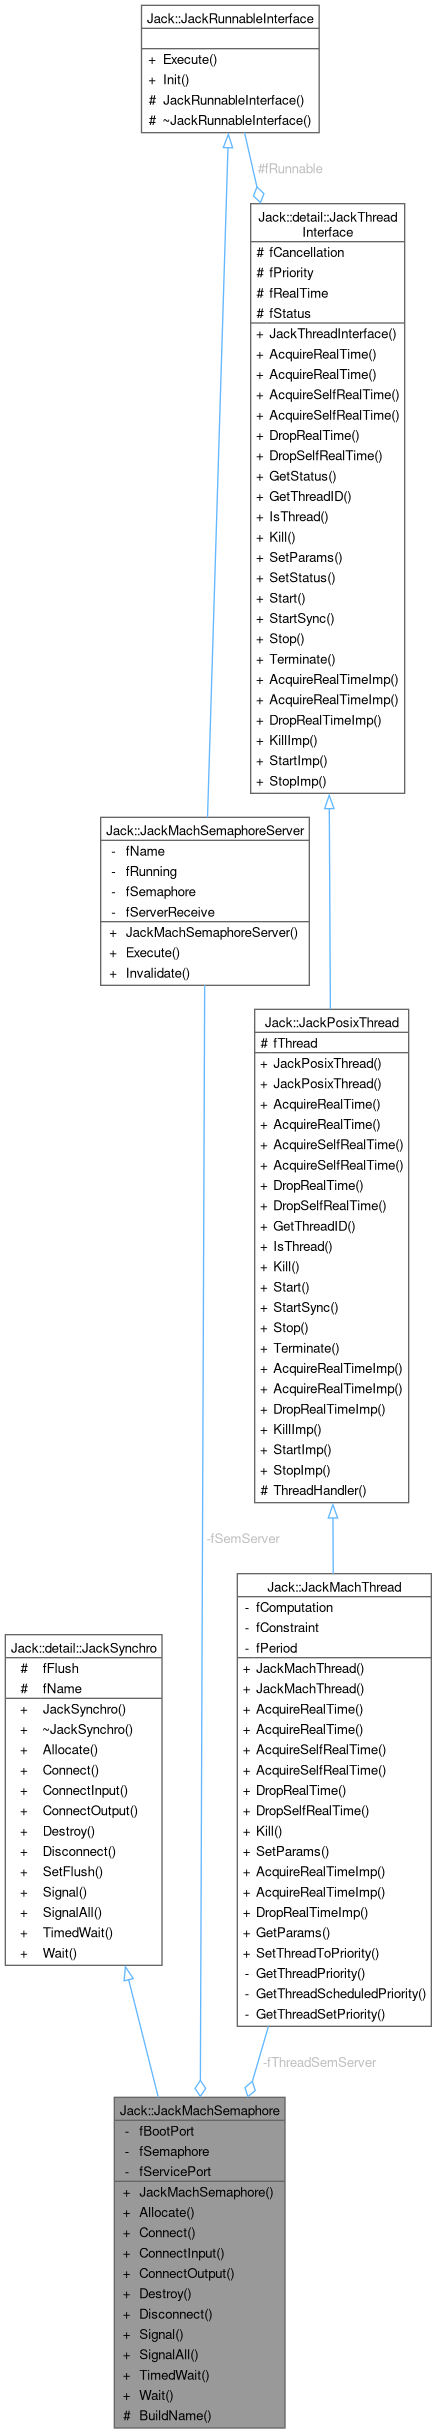 Jack::JackRunnableInterface
+ Execute()
+ Init()
# JackRunnableInterface()
# ~JackRunnableInterface()
#fRunnable
Jack::detail::JackThread
Interface
# fCancellation
# fPriority
# fRealTime
# fStatus
+ JackThreadInterface()
+ AcquireRealTime()
+ AcquireRealTime()
+ AcquireSelfRealTime()
+ AcquireSelfRealTime()
+ DropRealTime()
+ DropSelfRealTime()
+ GetStatus()
+ GetThreadID()
+ IsThread()
+ Kill()
+ SetParams()
+ SetStatus()
+ Start()
+ StartSync()
+ Stop()
+ Terminate()
+ AcquireRealTimeImp()
+ AcquireRealTimeImp()
+ DropRealTimeImp()
+ KillImp()
+ StartImp()
+ StopImp()
Jack::JackMachSemaphoreServer
- fName
- fRunning
- fSemaphore
- fServerReceive
+ JackMachSemaphoreServer()
+ Execute()
+ Invalidate()
Jack::JackPosixThread
# fThread
+ JackPosixThread()
+ JackPosixThread()
+ AcquireRealTime()
+ AcquireRealTime()
+ AcquireSelfRealTime()
+ AcquireSelfRealTime()
+ DropRealTime()
+ DropSelfRealTime()
+ GetThreadID()
+ IsThread()
+ Kill()
+ Start()
+ StartSync()
+ Stop()
+ Terminate()
+ AcquireRealTimeImp()
+ AcquireRealTimeImp()
+ DropRealTimeImp()
+ KillImp()
+ StartImp()
+ StopImp()
# ThreadHandler()
-fSemServer
Jack::JackMachThread
- fComputation
- fConstraint
- fPeriod
+ JackMachThread()
+ JackMachThread()
+ AcquireRealTime()
+ AcquireRealTime()
+ AcquireSelfRealTime()
+ AcquireSelfRealTime()
+ DropRealTime()
+ DropSelfRealTime()
+ Kill()
+ SetParams()
+ AcquireRealTimeImp()
+ AcquireRealTimeImp()
+ DropRealTimeImp()
+ GetParams()
+ SetThreadToPriority()
- GetThreadPriority()
- GetThreadScheduledPriority()
- GetThreadSetPriority()
Jack::detail::JackSynchro
# fFlush
# fName
+ JackSynchro()
+ ~JackSynchro()
+ Allocate()
+ Connect()
+ ConnectInput()
+ ConnectOutput()
+ Destroy()
+ Disconnect()
+ SetFlush()
+ Signal()
+ SignalAll()
+ TimedWait()
+ Wait()
-fThreadSemServer
Jack::JackMachSemaphore
- fBootPort
- fSemaphore
- fServicePort
+ JackMachSemaphore()
+ Allocate()
+ Connect()
+ ConnectInput()
+ ConnectOutput()
+ Destroy()
+ Disconnect()
+ Signal()
+ SignalAll()
+ TimedWait()
+ Wait()
# BuildName()